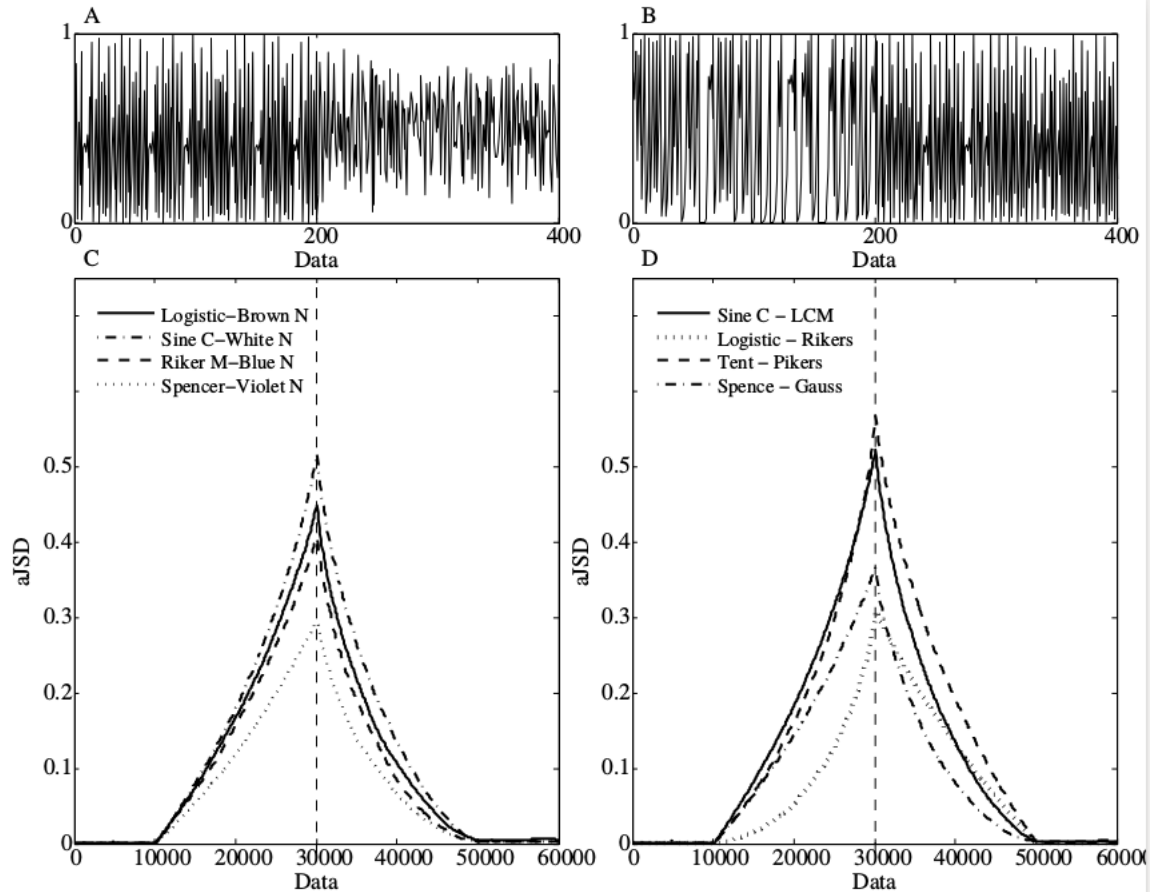 A
B
1
0
0
200
400
Data
1
0
0
200
400
Data
C
Logistic−Brown N
Sine C−White N
Riker M−Blue N
Spencer−Violet N
0.5
0.4
0.3
0.2
0.1
0
aJSD
0
10000
20000
30000
40000
50000
60000
Data
D
Sine C − LCM
Logistic − Rikers
Tent − Pikers
Spence − Gauss
0.5
0.4
0.3
0.2
0.1
0
aJSD
0
10000
20000
30000
40000
50000
60000
Data